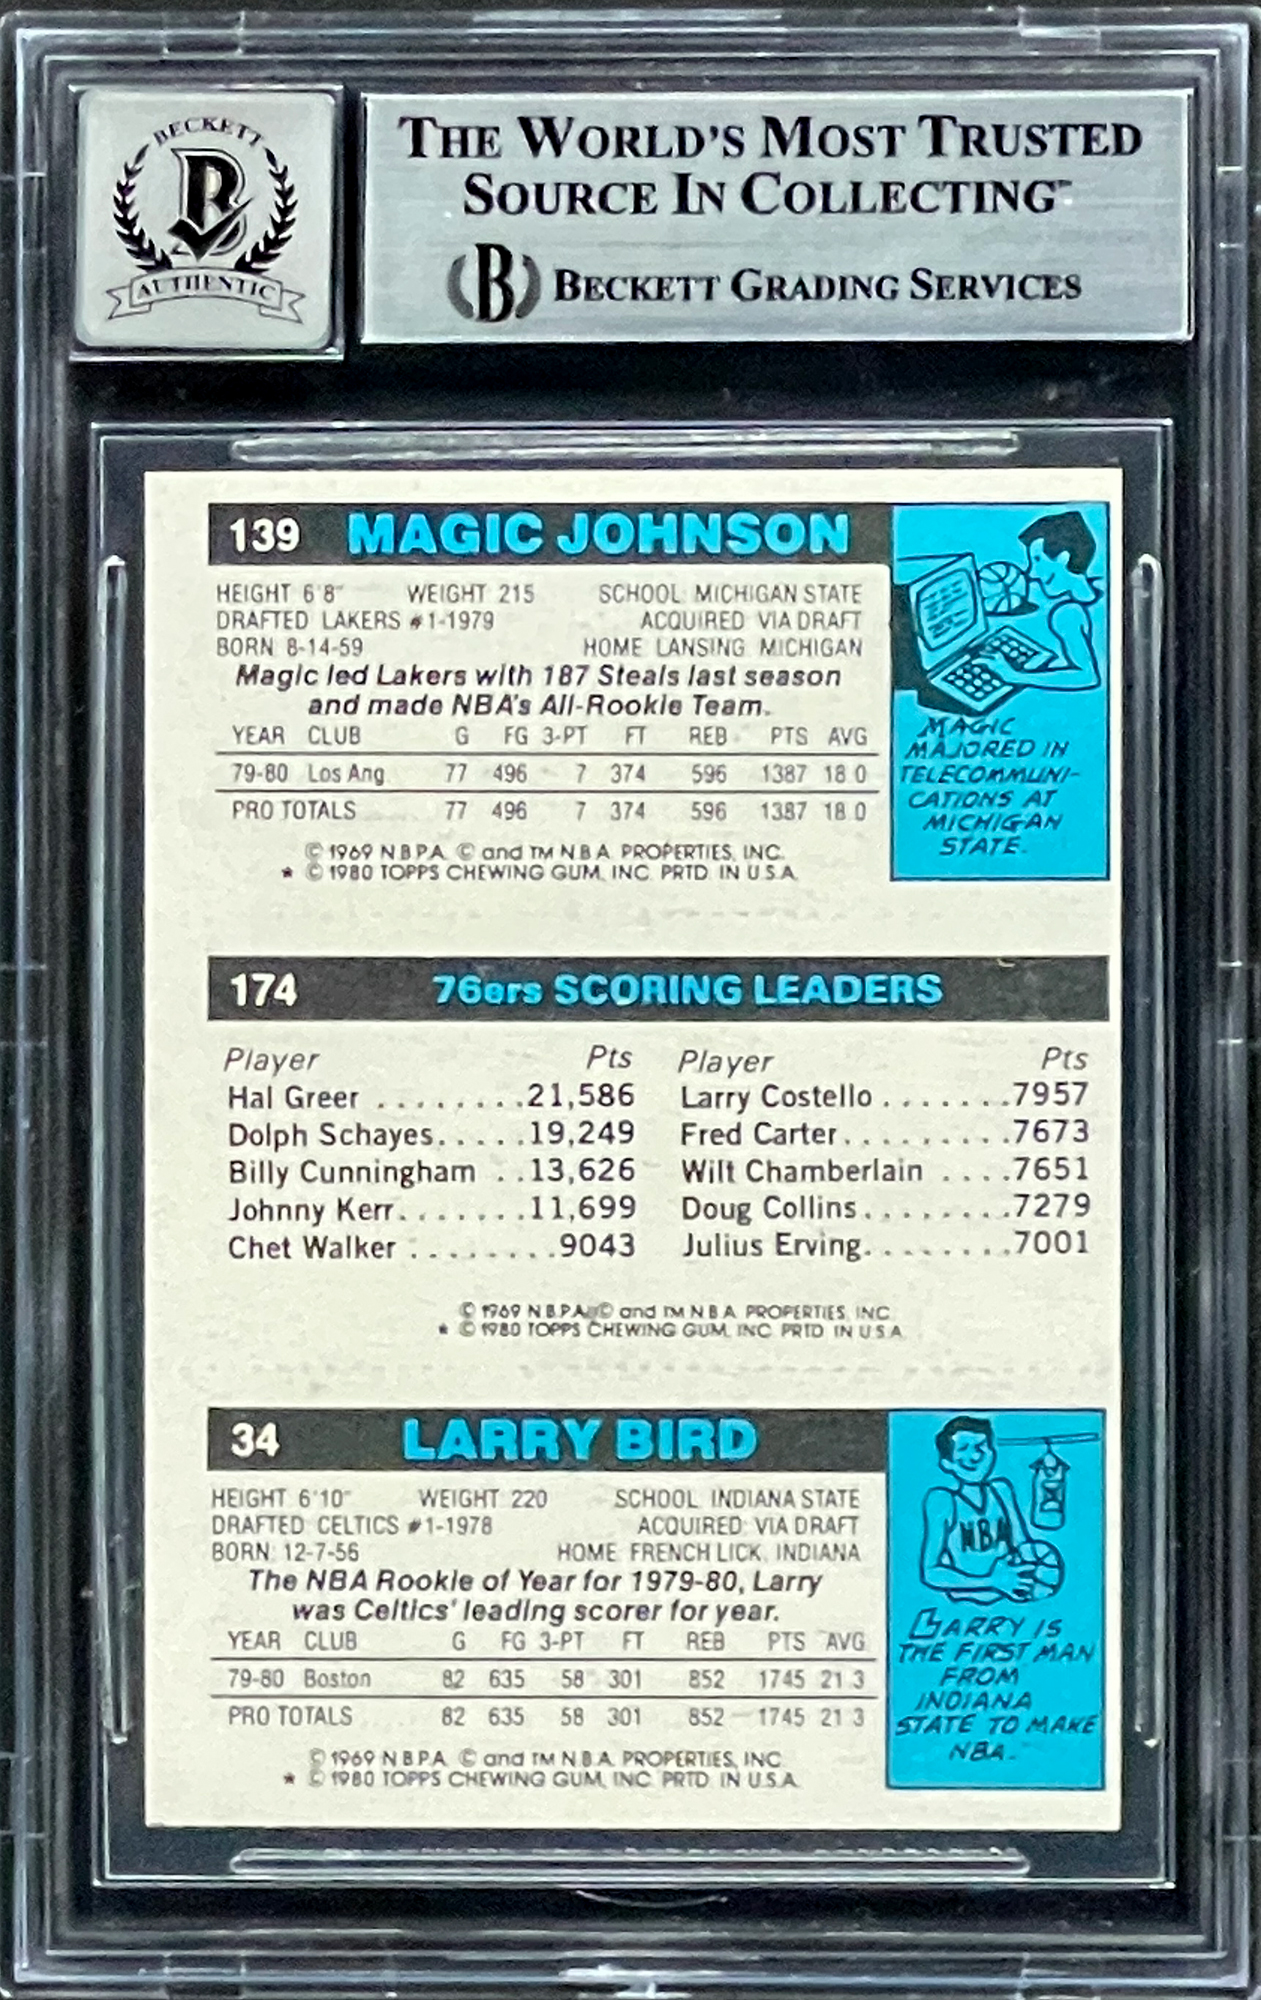 BECKETT
AUTHENTIC
THE WORLD'S MOST TRUSTED
SOURCE IN COLLECTING™
(B) BECKETT GRADING SERVICES
139 MAGIC JOHNSON
HEIGHT 6'8" WEIGHT 215 SCHOOL: MICHIGAN STATE
DRAFTED LAKERS #1-1979 ACQUIRED: VIA DRAFT
BORN 8-14-59 HOME: LANSING, MICHIGAN
Magic led Lakers with 187 Steals last season
and made NBA's All-Rookie Team.
YEAR CLUB G FG 3-PT FT REB PTS AVG
79-80 Los Ang 77 496 7 374 596 1387 18.0
PRO TOTALS 77 496 7 374 596 1387 18.0
© 1969 N.B.P.A. © and TM N.B.A. PROPERTIES, INC.
* © 1980 TOPPS CHEWING GUM, INC. PRTD. IN U.S.A.
MAGIC
MAJORED IN
TELECOMMUNI-
CATIONS AT
MICHIGAN
STATE.
174 76ers SCORING LEADERS
Player Pts Player Pts
Hal Greer ........21,586 Larry Costello .......7957
Dolph Schayes.....19,249 Fred Carter.........7673
Billy Cunningham ..13,626 Wilt Chamberlain ....7651
Johnny Kerr.......11,699 Doug Collins........7279
Chet Walker ........9043 Julius Erving........7001
© 1969 N.B.P.A. © and TM N.B.A. PROPERTIES, INC.
* © 1980 TOPPS CHEWING GUM, INC. PRTD. IN U.S.A.
34 LARRY BIRD
HEIGHT 6'10" WEIGHT 220 SCHOOL: INDIANA STATE
DRAFTED: CELTICS #1-1978 ACQUIRED: VIA DRAFT
BORN: 12-7-56 HOME: FRENCH LICK, INDIANA
The NBA Rookie of Year for 1979-80, Larry
was Celtics' leading scorer for year.
YEAR CLUB G FG 3-PT FT REB PTS AVG
79-80 Boston 82 635 58 301 852 1745 21.3
PRO TOTALS 82 635 58 301 852 1745 21.3
© 1969 N.B.P.A. © and TM N.B.A. PROPERTIES, INC.
* © 1980 TOPPS CHEWING GUM, INC. PRTD. IN U.S.A.
NBA
LARRY IS
THE FIRST MAN
FROM
INDIANA
STATE TO MAKE
NBA.